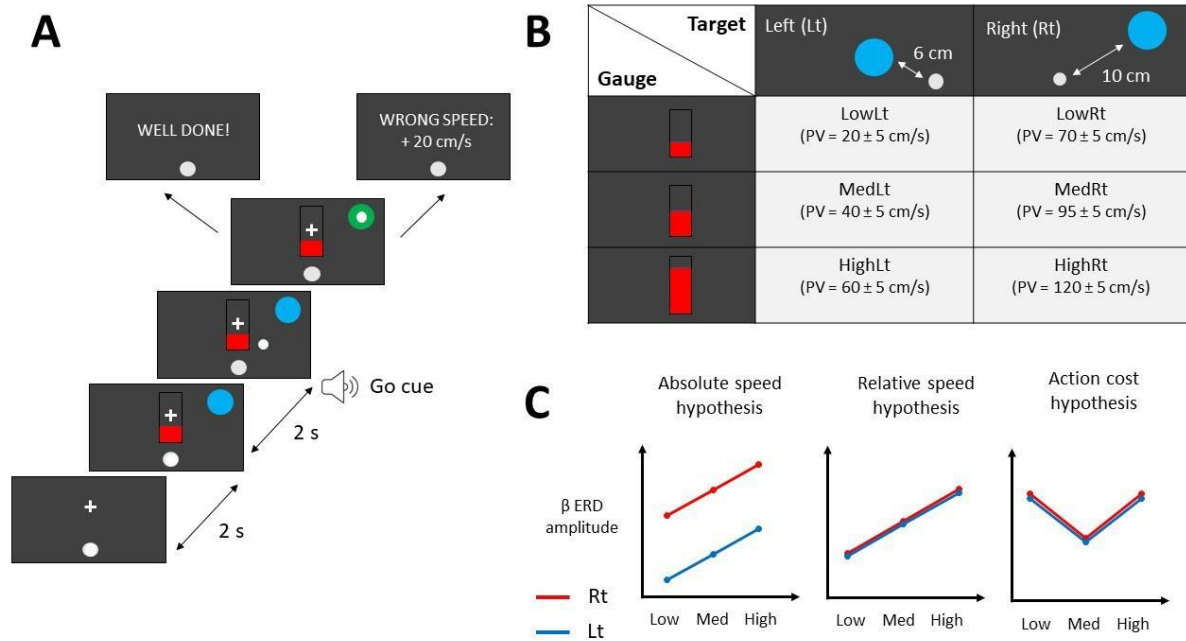 A
WELL DONE!
WRONG SPEED:
+ 20 cm/s
Go cue
2 s
2 s
B
Target
Gauge
Left (Lt)
6 cm
Right (Rt)
10 cm
LowLt
(PV = 20 ± 5 cm/s)
LowRt
(PV = 70 ± 5 cm/s)
MedLt
(PV = 40 ± 5 cm/s)
MedRt
(PV = 95 ± 5 cm/s)
HighLt
(PV = 60 ± 5 cm/s)
HighRt
(PV = 120 ± 5 cm/s)
C
Absolute speed
hypothesis
Relative speed
hypothesis
Action cost
hypothesis
β ERD
amplitude
Rt
Lt
Low Med High
Low Med High
Low Med High